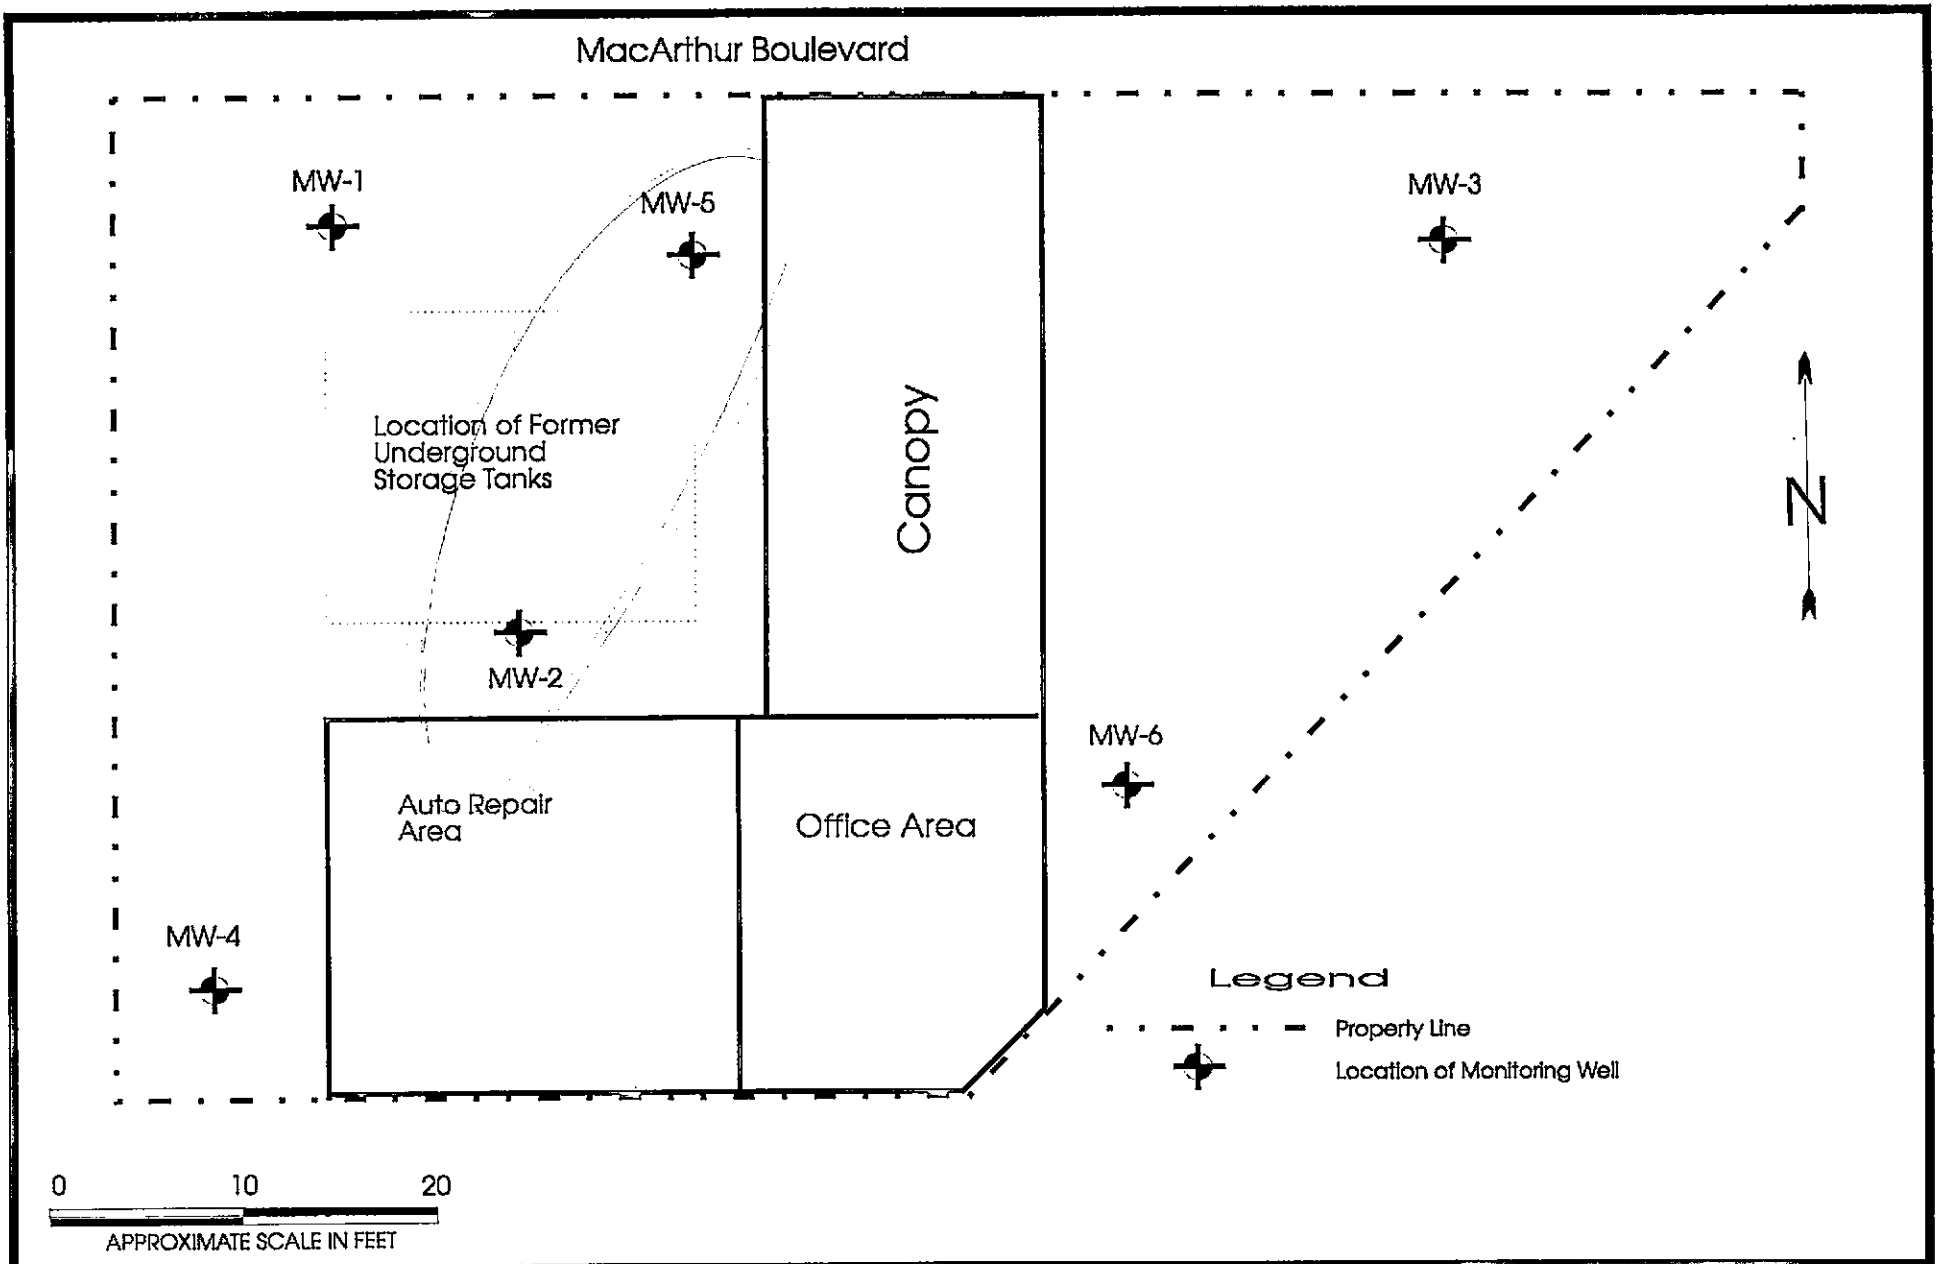 MacArthur Boulevard
MW-1
MW-5
MW-3
Location of Former
Underground
Storage Tanks
Canopy
N
MW-2
MW-6
Auto Repair
Area
Office Area
MW-4
Legend
Property Line
Location of Monitoring Well
0 10 20
APPROXIMATE SCALE IN FEET